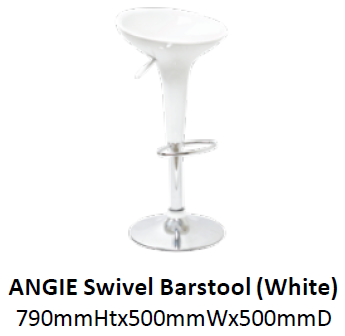 ANGIE Swivel Barstool (White)
790mmHtx500mmWx500mmD